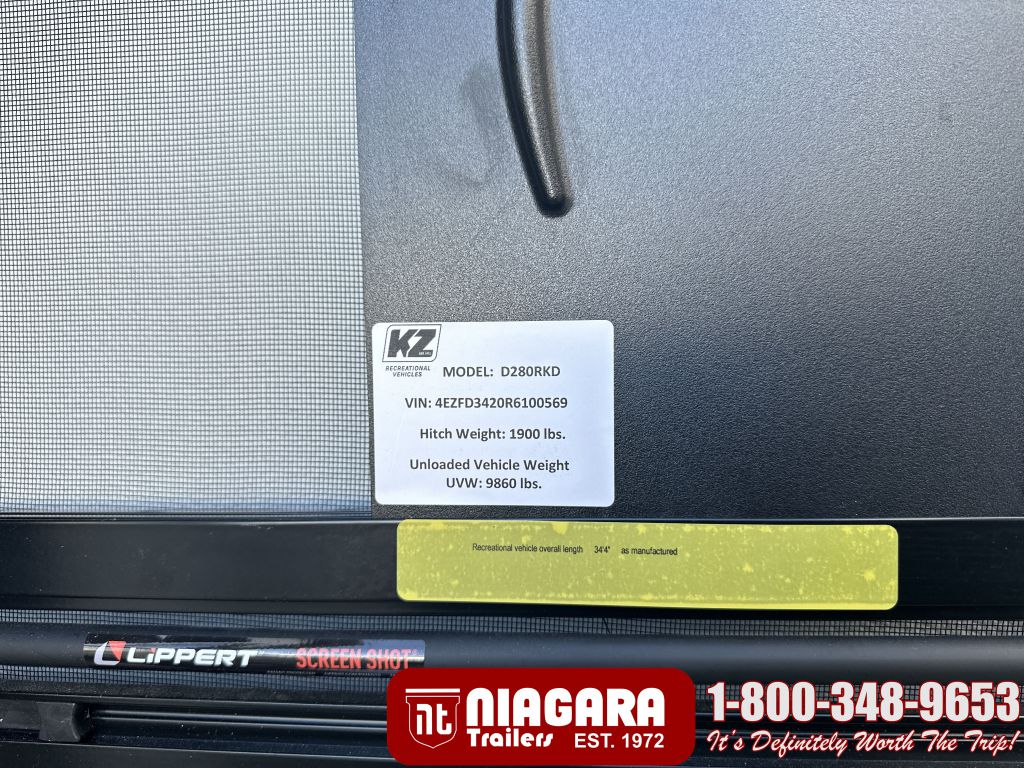 KZ
RECREATIONAL
VEHICLES
MODEL: D280RKD
VIN: 4EZFD3420R6100569
Hitch Weight: 1900 lbs.
Unloaded Vehicle Weight
UVW: 9860 lbs.
Recreational vehicle overall length 34'4" as manufactured
LIPPERT SCREEN SHOT
nt NIAGARA
Trailers EST. 1972
1-800-348-9653
It's Definitely Worth The Trip!